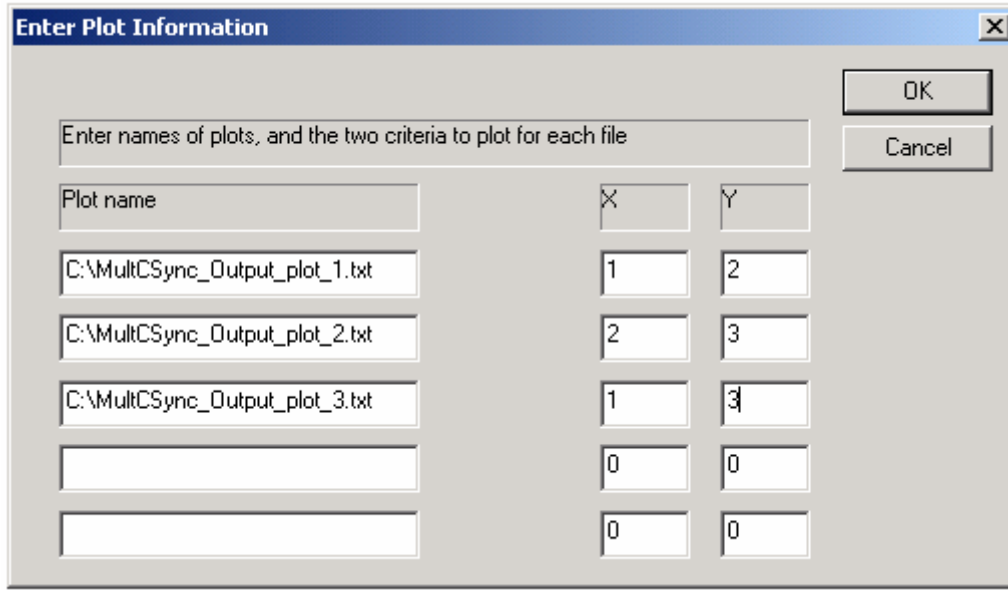 Enter Plot Information
OK
Enter names of plots, and the two criteria to plot for each file
Cancel
Plot name X Y
C:\MultCSync_Output_plot_1.txt 1 2
C:\MultCSync_Output_plot_2.txt 2 3
C:\MultCSync_Output_plot_3.txt 1 3
0 0
0 0